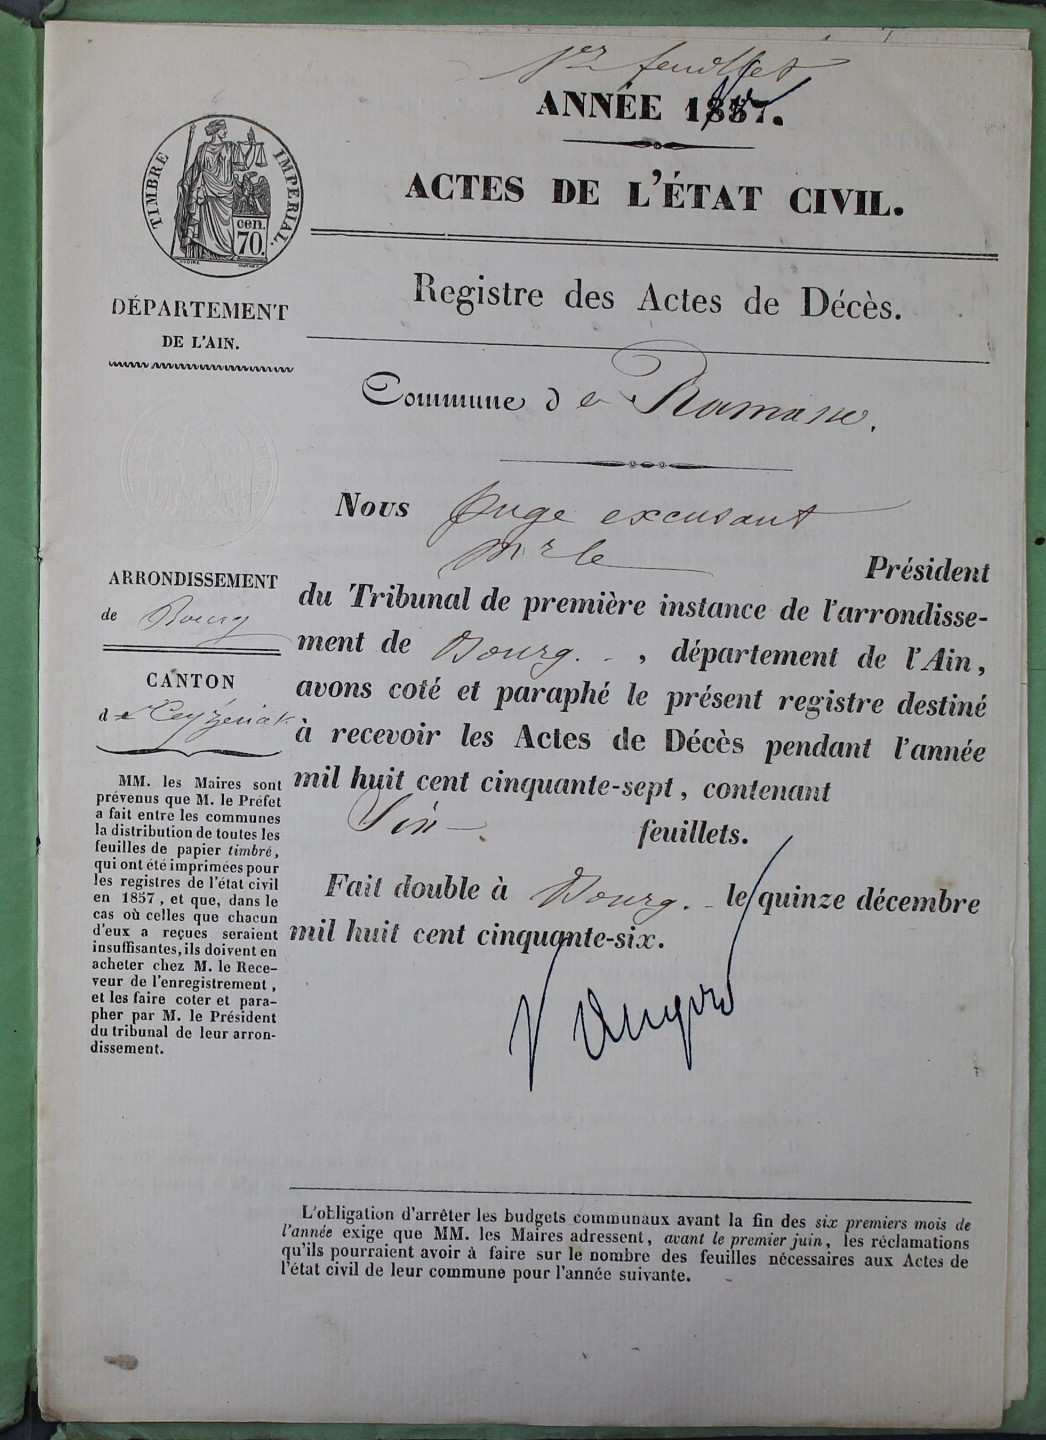 1er feuillet
ANNÉE 1857.
ACTES DE L'ÉTAT CIVIL.
TIMBRE IMPERIAL.
cen.
70.
Registre des Actes de Décès.
DÉPARTEMENT
DE L'AIN.
Commune de Ramasse.
Nous Juge excusant
Mr le Président
du Tribunal de première instance de l'arrondisse-
ment de Bourg. , département de l'Ain,
avons coté et paraphé le présent registre destiné
à recevoir les Actes de Décès pendant l'année
mil huit cent cinquante-sept, contenant
Six feuillets.
Fait double à Bourg. le quinze décembre
mil huit cent cinquante-six.
ARRONDISSEMENT
de Bourg
CANTON
de Ceyzeriat
MM. les Maires sont
prévenus que M. le Préfet
a fait entre les communes
la distribution de toutes les
feuilles de papier timbré,
qui ont été imprimées pour
les registres de l'état civil
en 1857, et que, dans le
cas où celles que chacun
d'eux a reçues seraient
insuffisantes, ils doivent en
acheter chez M. le Rece-
veur de l'enregistrement,
et les faire coter et para-
pher par M. le Président
du tribunal de leur arron-
dissement.
L'obligation d'arrêter les budgets communaux avant la fin des six premiers mois de
l'année exige que MM. les Maires adressent, avant le premier juin, les réclamations
qu'ils pourraient avoir à faire sur le nombre des feuilles nécessaires aux Actes de
l'état civil de leur commune pour l'année suivante.